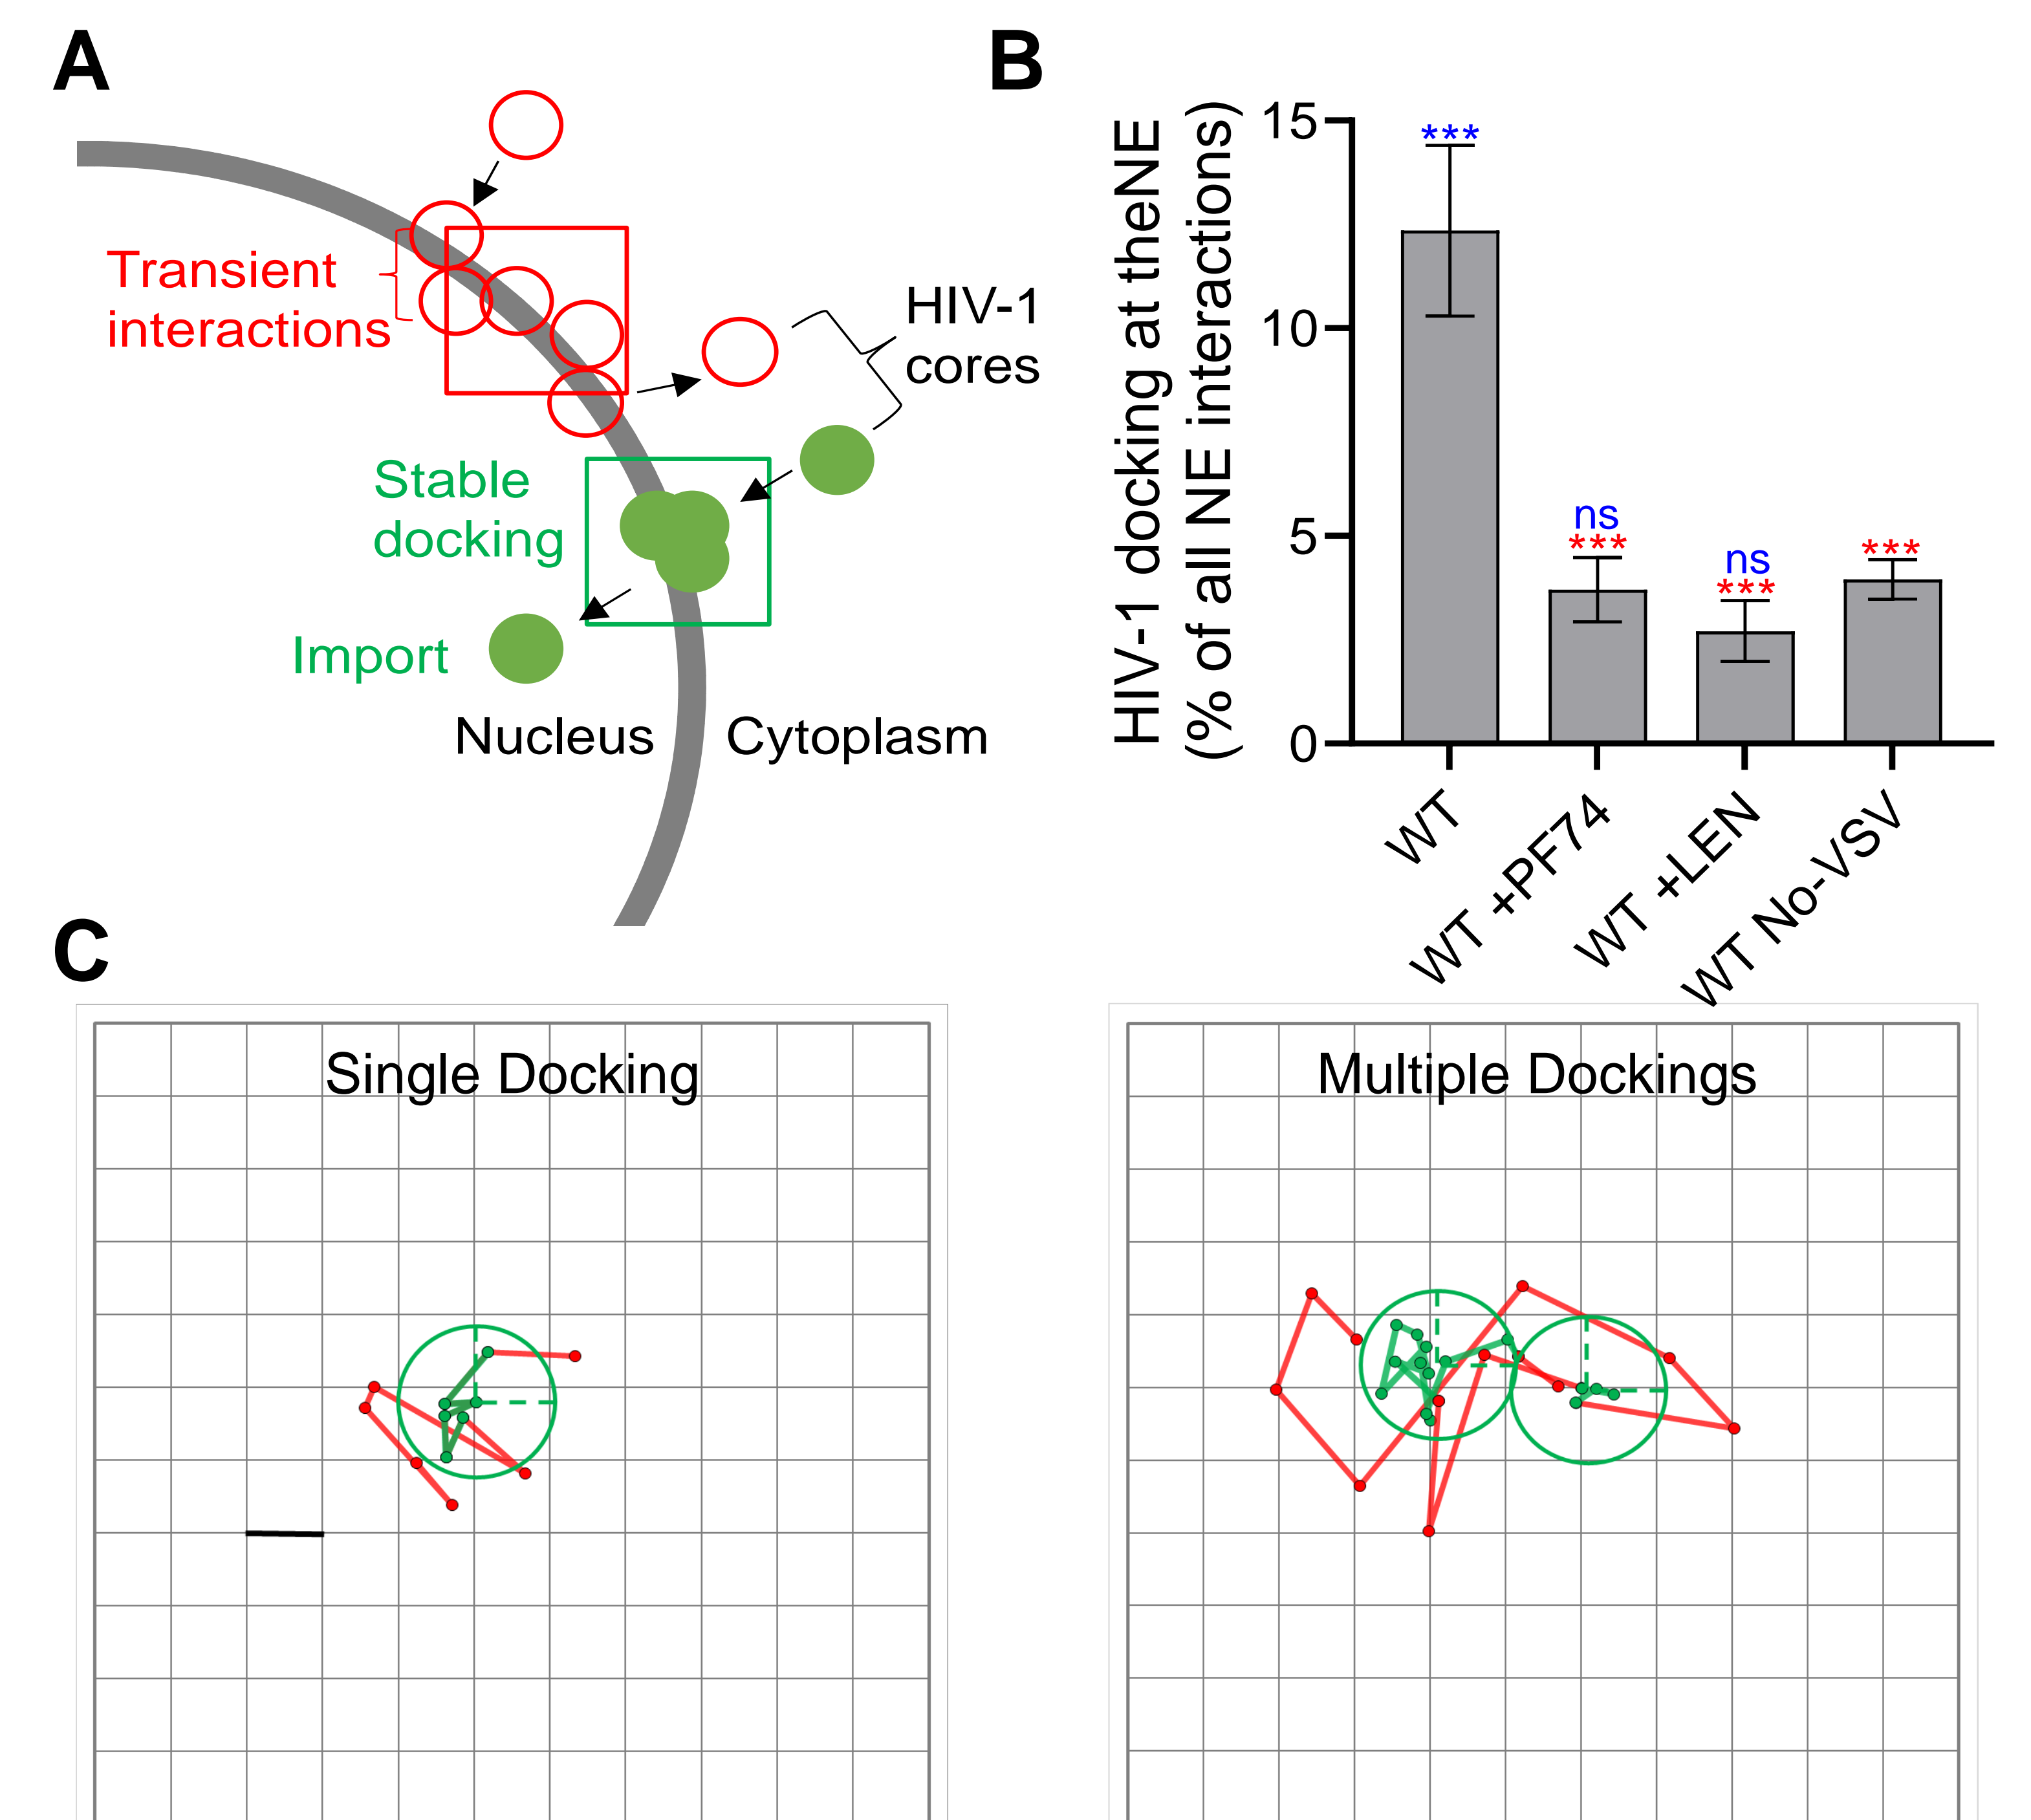 A
Transient
interactions
HIV-1
cores
Stable
docking
Import
Nucleus
Cytoplasm
B
HIV-1 docking at theNE
(% of all NE interactions)
15
10
5
0
***
ns
***
ns
***
***
WT
WT +PF74
WT +LEN
WT No-VSV
C
Single Docking
Multiple Dockings